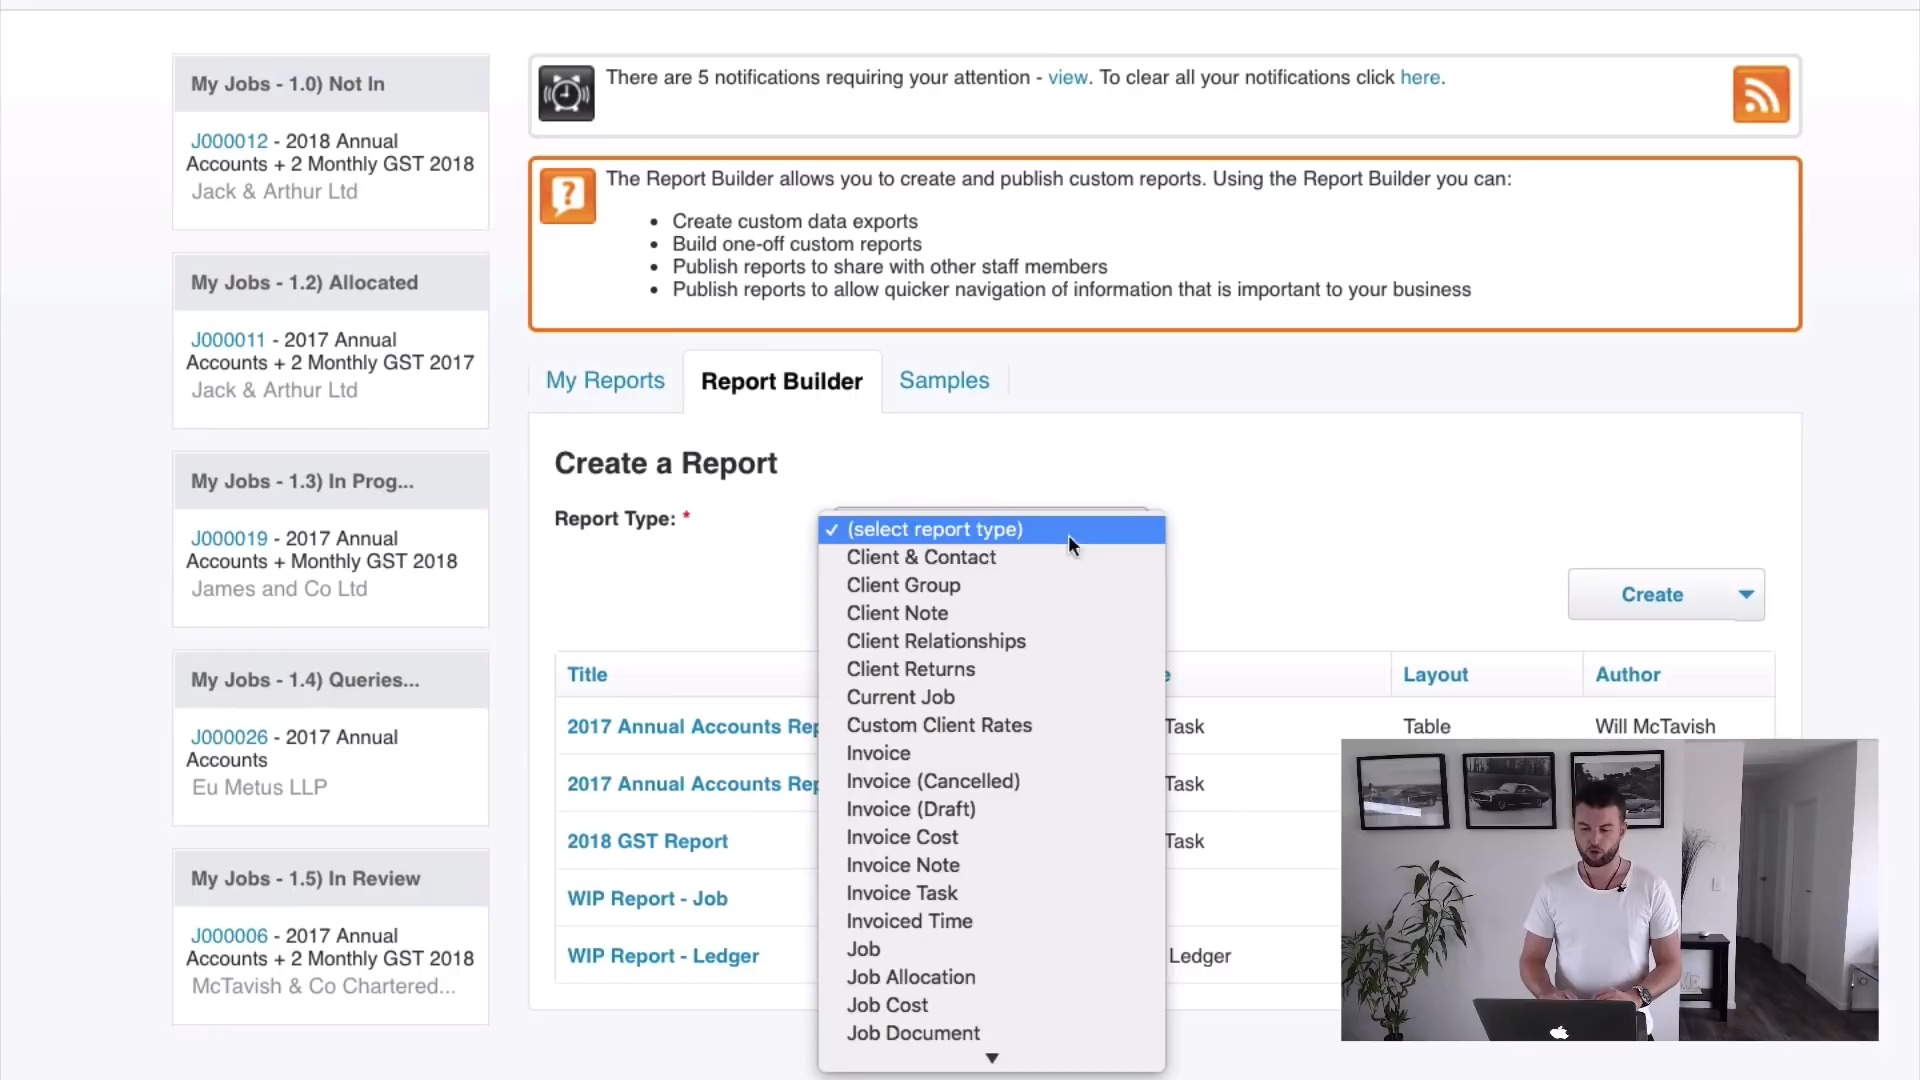 My Jobs - 1.0) Not In
J000012 - 2018 Annual
Accounts + 2 Monthly GST 2018
Jack & Arthur Ltd
My Jobs - 1.2) Allocated
J000011 - 2017 Annual
Accounts + 2 Monthly GST 2017
Jack & Arthur Ltd
My Jobs - 1.3) In Prog...
J000019 - 2017 Annual
Accounts + Monthly GST 2018
James and Co Ltd
My Jobs - 1.4) Queries...
J000026 - 2017 Annual
Accounts
Eu Metus LLP
My Jobs - 1.5) In Review
J000006 - 2017 Annual
Accounts + 2 Monthly GST 2018
McTavish & Co Chartered...
There are 5 notifications requiring your attention - view. To clear all your notifications click here.
The Report Builder allows you to create and publish custom reports. Using the Report Builder you can:
• Create custom data exports
• Build one-off custom reports
• Publish reports to share with other staff members
• Publish reports to allow quicker navigation of information that is important to your business
My Reports
Report Builder
Samples
Create a Report
Report Type: *
✓ (select report type)
Client & Contact
Client Group
Client Note
Client Relationships
Client Returns
Current Job
Custom Client Rates
Invoice
Invoice (Cancelled)
Invoice (Draft)
Invoice Cost
Invoice Note
Invoice Task
Invoiced Time
Job
Job Allocation
Job Cost
Job Document
Create
Title Layout Author
2017 Annual Accounts Rep Task Table Will McTavish
2017 Annual Accounts Rep Task
2018 GST Report Task
WIP Report - Job
WIP Report - Ledger Ledger